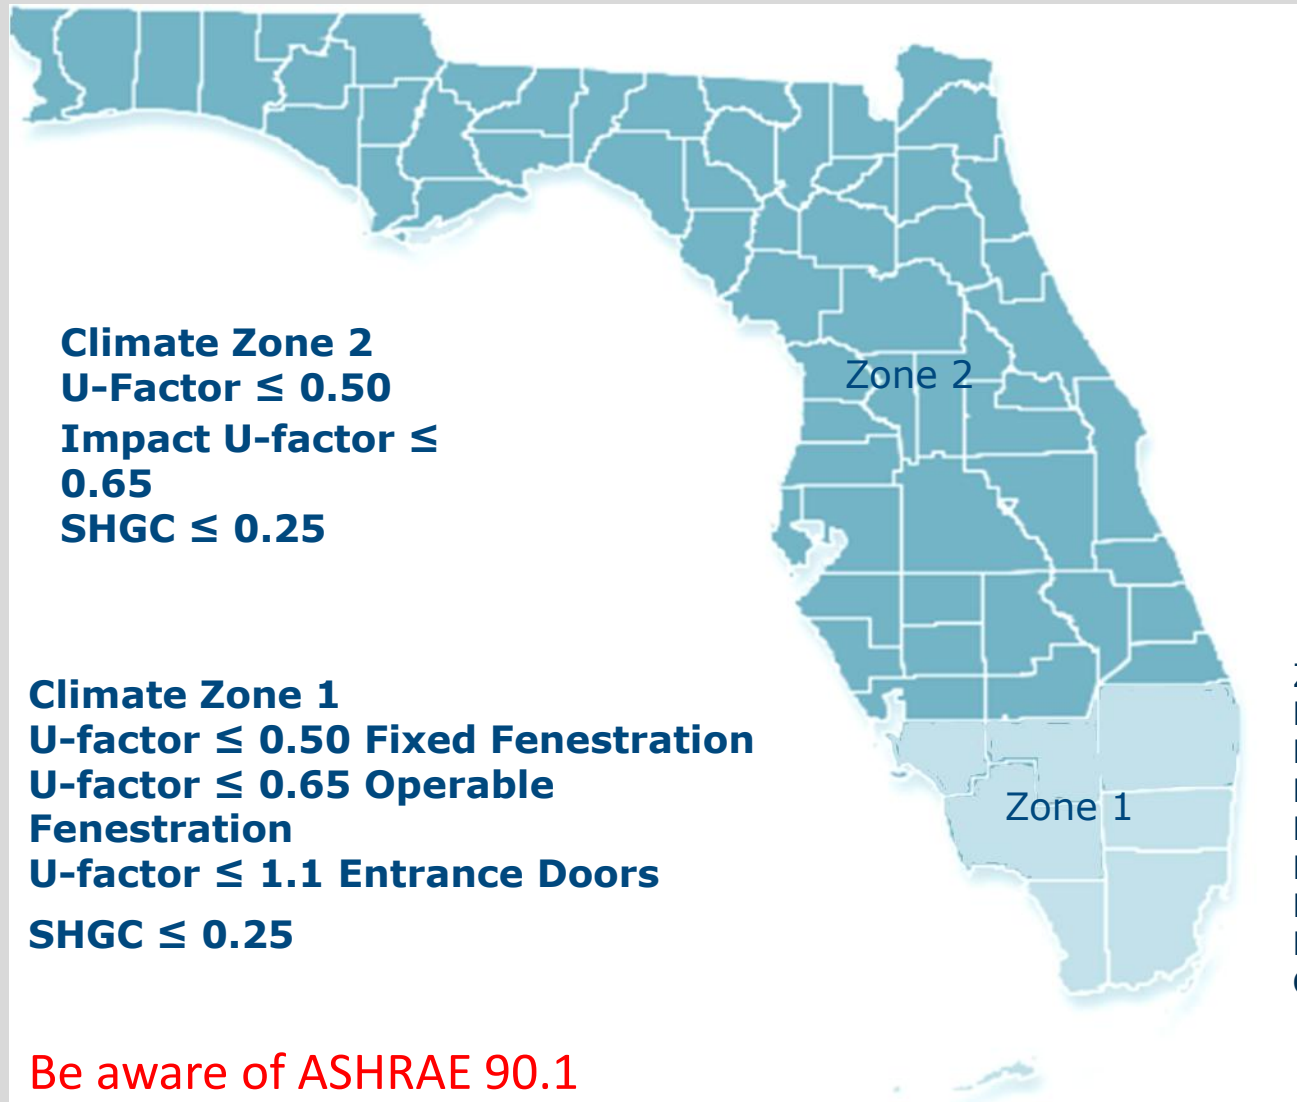 Climate Zone 2
U-Factor ≤ 0.50
Impact U-factor ≤
0.65
SHGC ≤ 0.25
Zone 2
Climate Zone 1
U-factor ≤ 0.50 Fixed Fenestration
U-factor ≤ 0.65 Operable
Fenestration
U-factor ≤ 1.1 Entrance Doors
SHGC ≤ 0.25
Zone 1
Be aware of ASHRAE 90.1